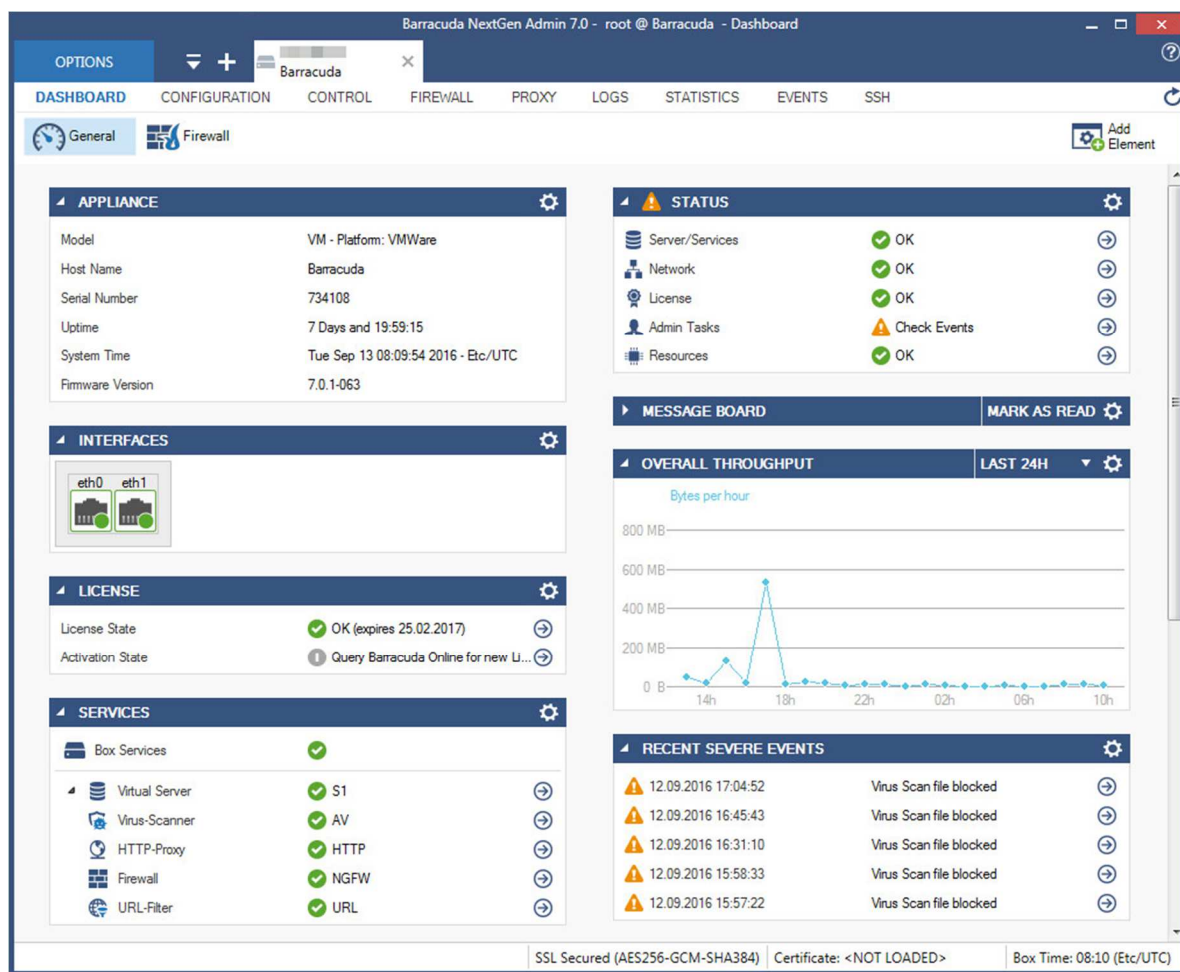 Barracuda NextGen Admin 7.0 - root @ Barracuda - Dashboard
OPTIONS
Barracuda
DASHBOARD CONFIGURATION CONTROL FIREWALL PROXY LOGS STATISTICS EVENTS SSH
General Firewall
Add
Element
APPLIANCE
Model VM - Platform: VMWare
Host Name Barracuda
Serial Number 734108
Uptime 7 Days and 19:59:15
System Time Tue Sep 13 08:09:54 2016 - Etc/UTC
Firmware Version 7.0.1-063
INTERFACES
eth0 eth1
LICENSE
License State OK (expires 25.02.2017)
Activation State Query Barracuda Online for new Li...
SERVICES
Box Services
Virtual Server S1
Virus-Scanner AV
HTTP-Proxy HTTP
Firewall NGFW
URL-Filter URL
STATUS
Server/Services OK
Network OK
License OK
Admin Tasks Check Events
Resources OK
MESSAGE BOARD MARK AS READ
OVERALL THROUGHPUT LAST 24H
Bytes per hour
800 MB
600 MB
400 MB
200 MB
0 B
14h 18h 22h 02h 06h 10h
RECENT SEVERE EVENTS
12.09.2016 17:04:52 Virus Scan file blocked
12.09.2016 16:45:43 Virus Scan file blocked
12.09.2016 16:31:10 Virus Scan file blocked
12.09.2016 15:58:33 Virus Scan file blocked
12.09.2016 15:57:22 Virus Scan file blocked
SSL Secured (AES256-GCM-SHA384) Certificate: <NOT LOADED> Box Time: 08:10 (Etc/UTC)